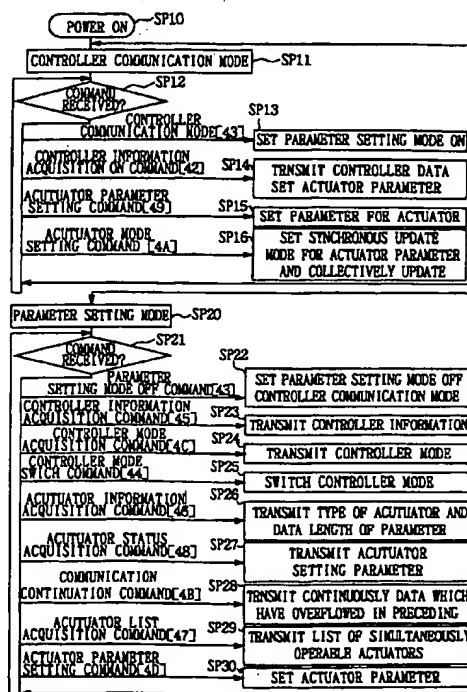 POWER ON
SP10
CONTROLLER COMMUNICATION MODE
SP11
SP12
COMMAND
RECEIVED?
CONTROLLER
COMMUNICATION MODE[43]
SP13
SET PARAMETER SETTING MODE ON
CONTROLLER INFORMATION
ACQUISITION ON COMMAND[42]
SP14
TRNSMIT CONTROLLER DATA
SET ACTUATOR PARAMETER
ACUTUATOR PARAMETER
SETTING COMMAND[49]
SP15
SET PARAMETER FOR ACTUATOR
ACUTUATOR MODE
SETTING COMMAND [4A]
SP16
SET SYNCHRONOUS UPDATE
MODE FOR ACTUATOR PARAMETER
AND COLLECTIVELY UPDATE
PARAMETER SETTING MODE
SP20
SP21
COMMAND
RECEIVED?
PARAMETER
SETTING MODE OFF COMMAND[43]
SP22
SET PARAMETER SETTING MODE OFF
CONTROLLER COMMUNICATION MODE
CONTROLLER INFORMATION
ACQUISITION COMMAND[45]
SP23
TRANSMIT CONTROLLER INFORMATION
CONTROLLER MODE
ACQUISITION COMMAND[4C]
SP24
TRANSMIT CONTROLLER MODE
CONTROLLER MODE
SWICH COMMAND[44]
SP25
SWITCH CONTROLLER MODE
ACUTUATOR INFORMATION
ACQUISITION COMMAND[46]
SP26
TRANSMIT TYPE OF ACUTUATOR AND
DATA LENGTH OF PARAMETER
ACUTUATOR STATUS
ACQUISITION COMMAND[48]
SP27
TRANSMIT ACUTUATOR
SETTING PARAMETER
COMMUNICATION
CONTINUATION COMMAND[4B]
SP28
TRNSMIT CONTINUOUSLY DATA WHICH
HAVE OVERFLOWED IN PRECEDING
ACUTUATOR LIST
ACQUISITION COMMAND[47]
SP29
TRANSMIT LIST OF SIMULTANEOUSLY
OPERABLE ACTUATORS
ACTUATOR PARAMETER
SETTING COMMAND[4D]
SP30
SET ACTUATOR PARAMETER